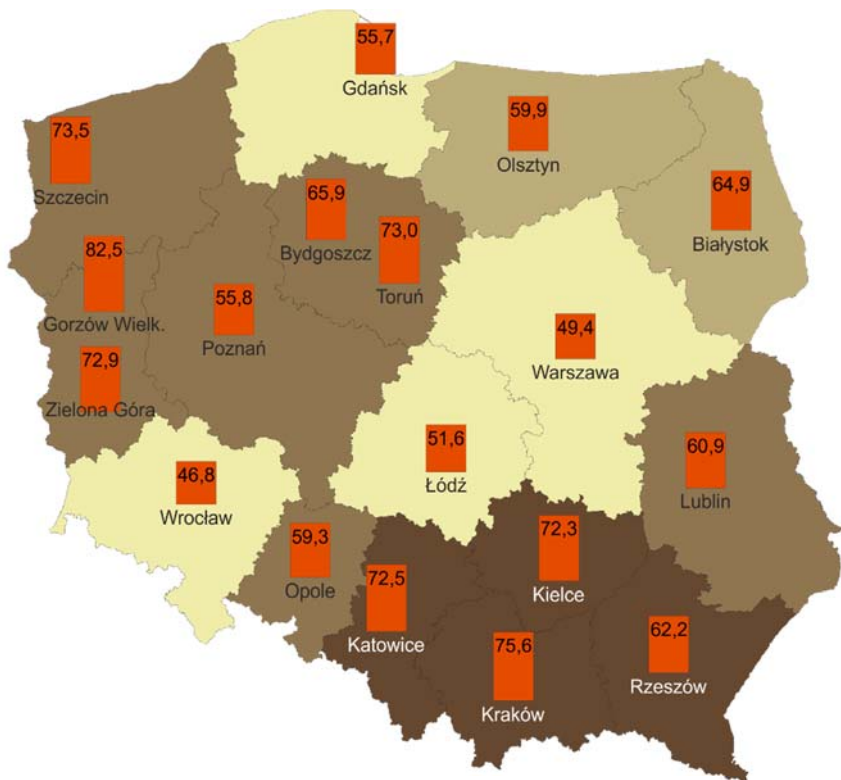 55,7
Gdańsk
59,9
Olsztyn
73,5
Szczecin
64,9
Białystok
65,9
Bydgoszcz
73,0
Toruń
82,5
Gorzów Wielk.
55,8
Poznań
49,4
Warszawa
72,9
Zielona Góra
51,6
Łódź
60,9
Lublin
46,8
Wrocław
59,3
Opole
72,3
Kielce
72,5
Katowice
75,6
Kraków
62,2
Rzeszów